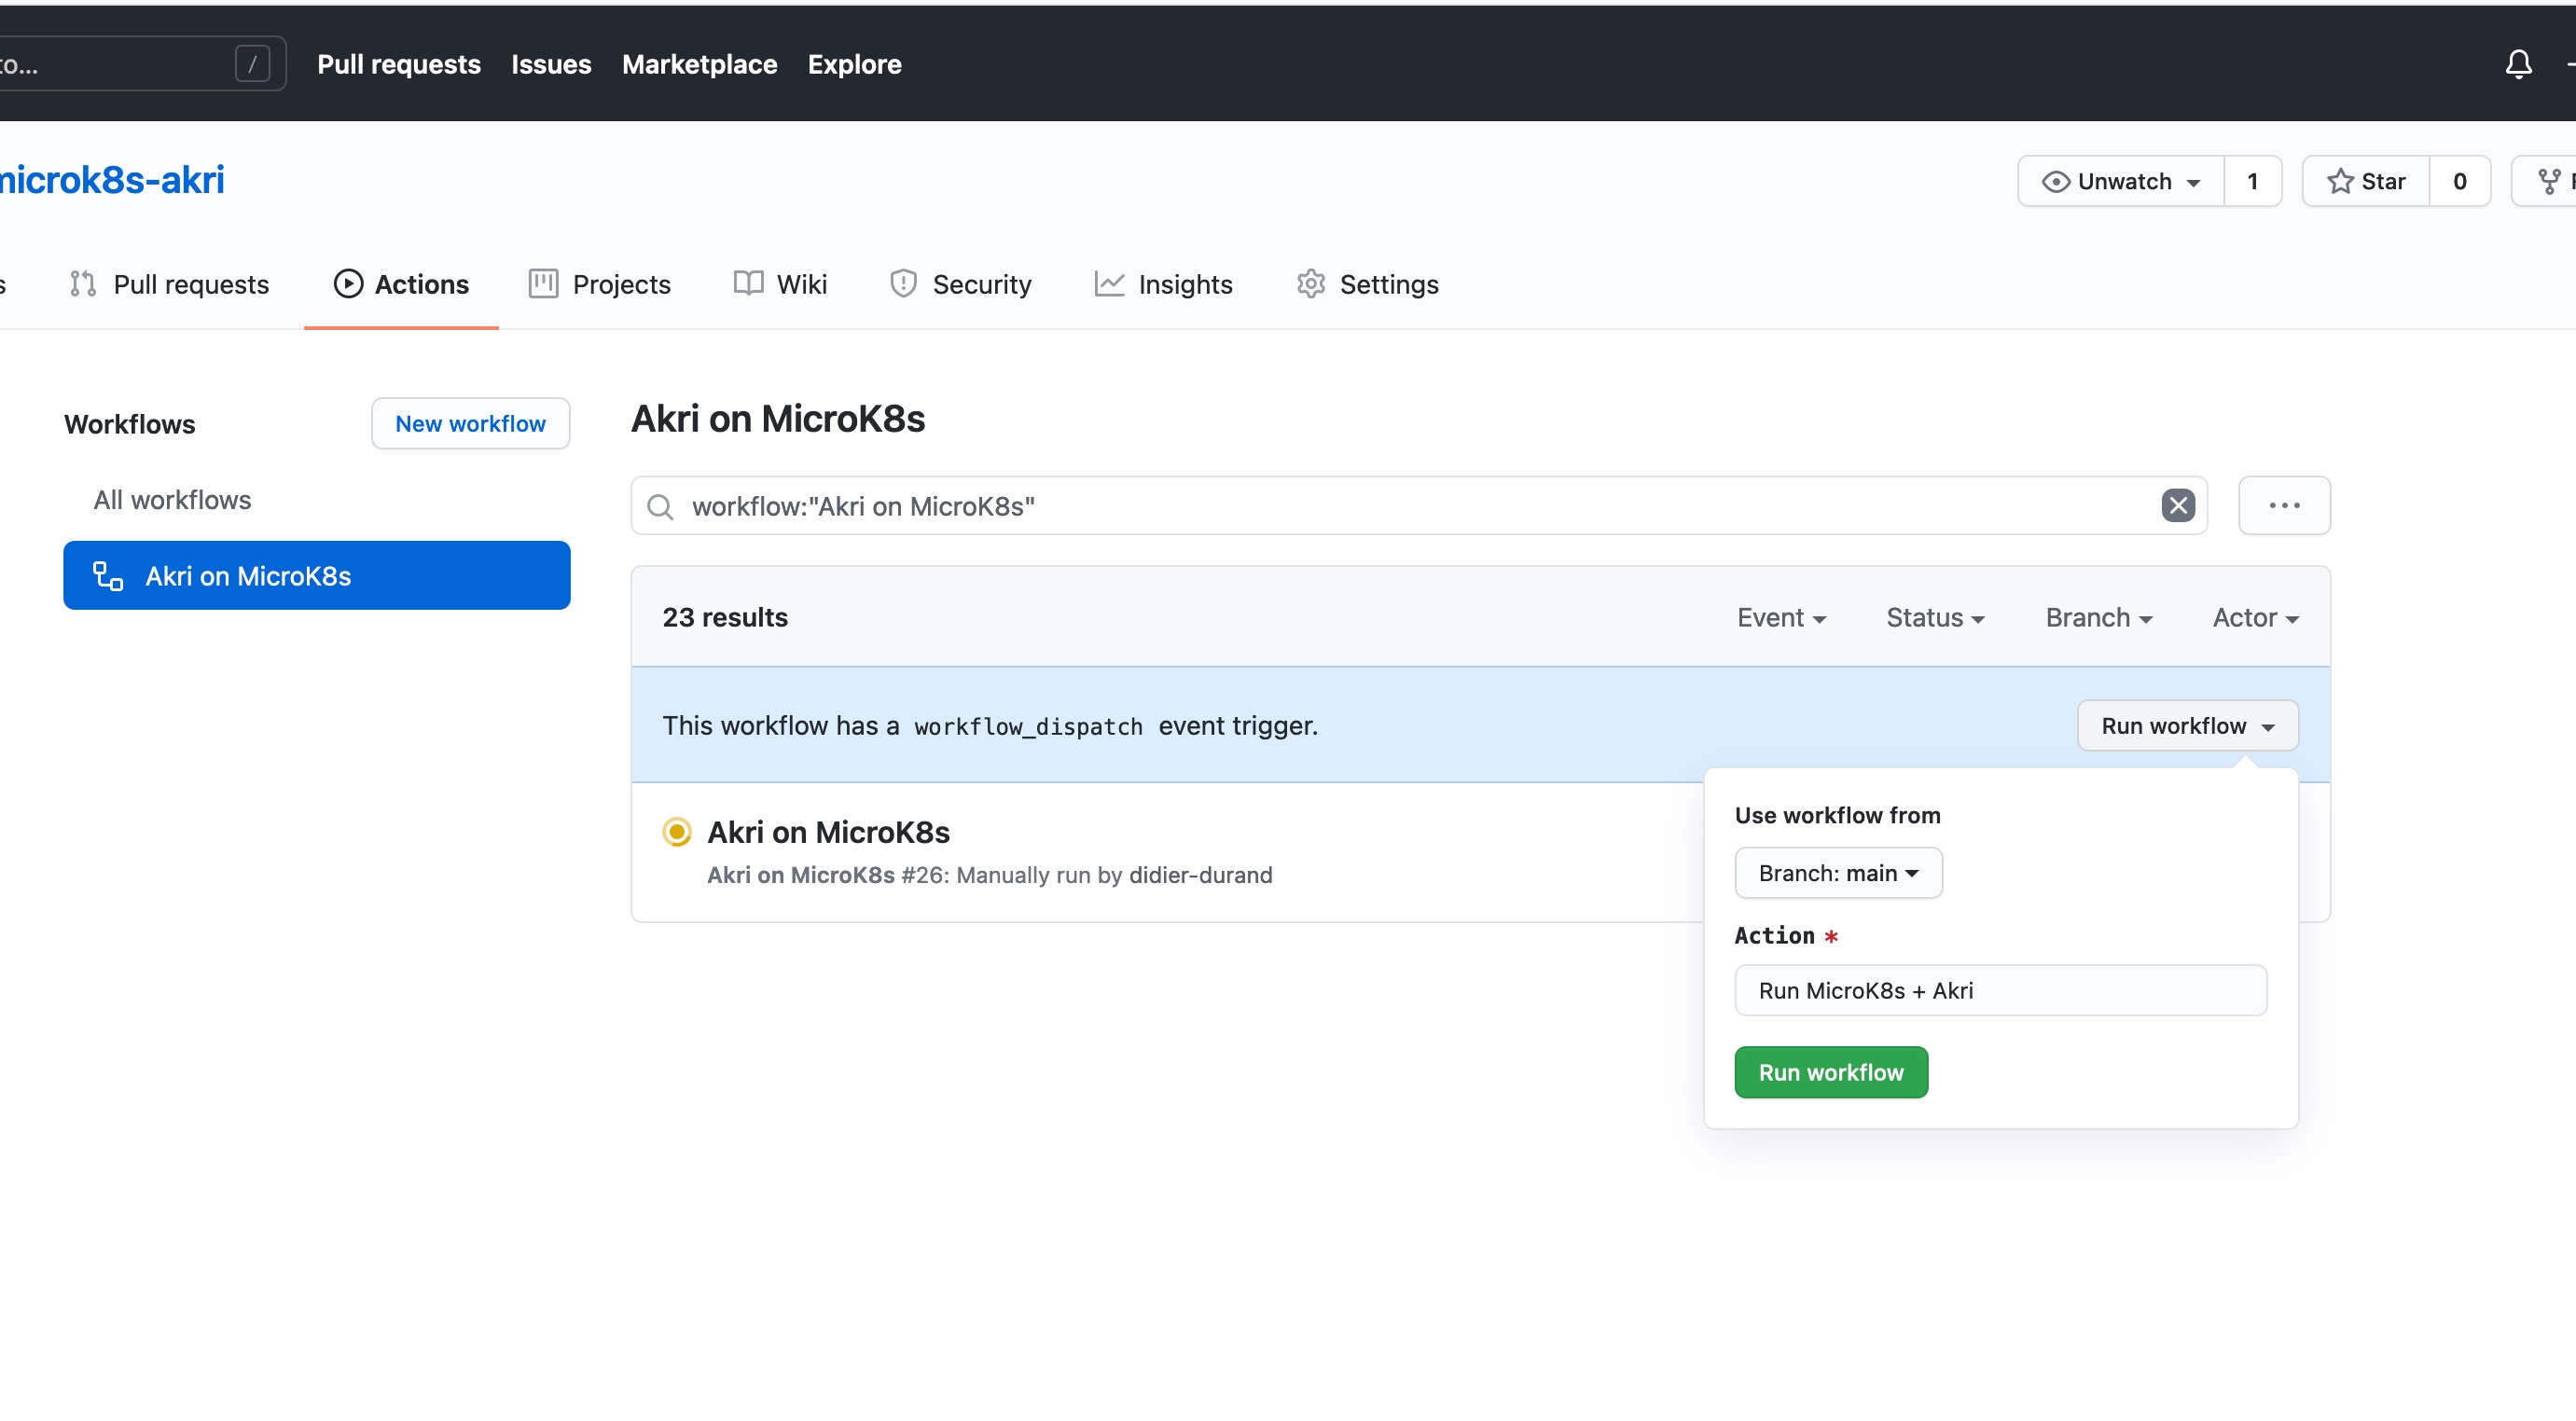 to... /
Pull requests Issues Marketplace Explore
microk8s-akri
Unwatch 1 Star 0
Pull requests Actions Projects Wiki Security Insights Settings
Workflows New workflow
All workflows
Akri on MicroK8s
Akri on MicroK8s
workflow:"Akri on MicroK8s"
23 results Event Status Branch Actor
This workflow has a workflow_dispatch event trigger. Run workflow
Akri on MicroK8s
Akri on MicroK8s #26: Manually run by didier-durand
Use workflow from
Branch: main
Action *
Run MicroK8s + Akri
Run workflow